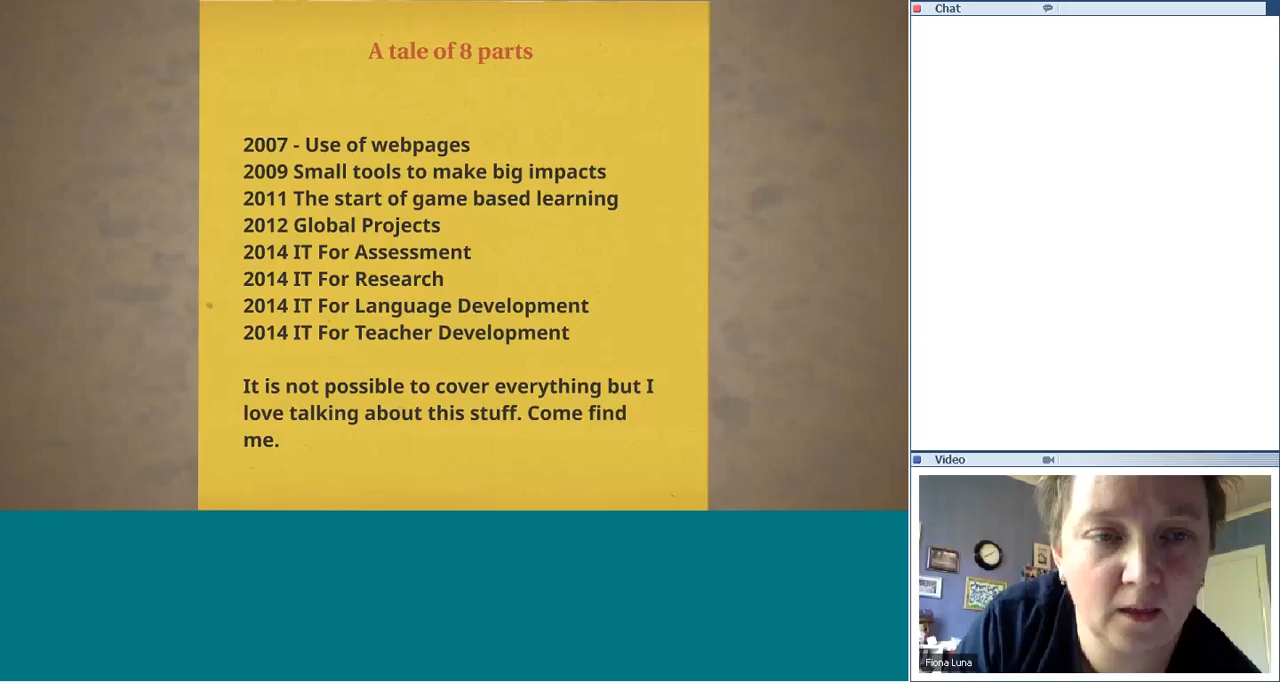 A tale of 8 parts
2007 - Use of webpages
2009 Small tools to make big impacts
2011 The start of game based learning
2012 Global Projects
2014 IT For Assessment
2014 IT For Research
2014 IT For Language Development
2014 IT For Teacher Development
It is not possible to cover everything but I
love talking about this stuff. Come find
me.
Chat
Video
Fiona Luna